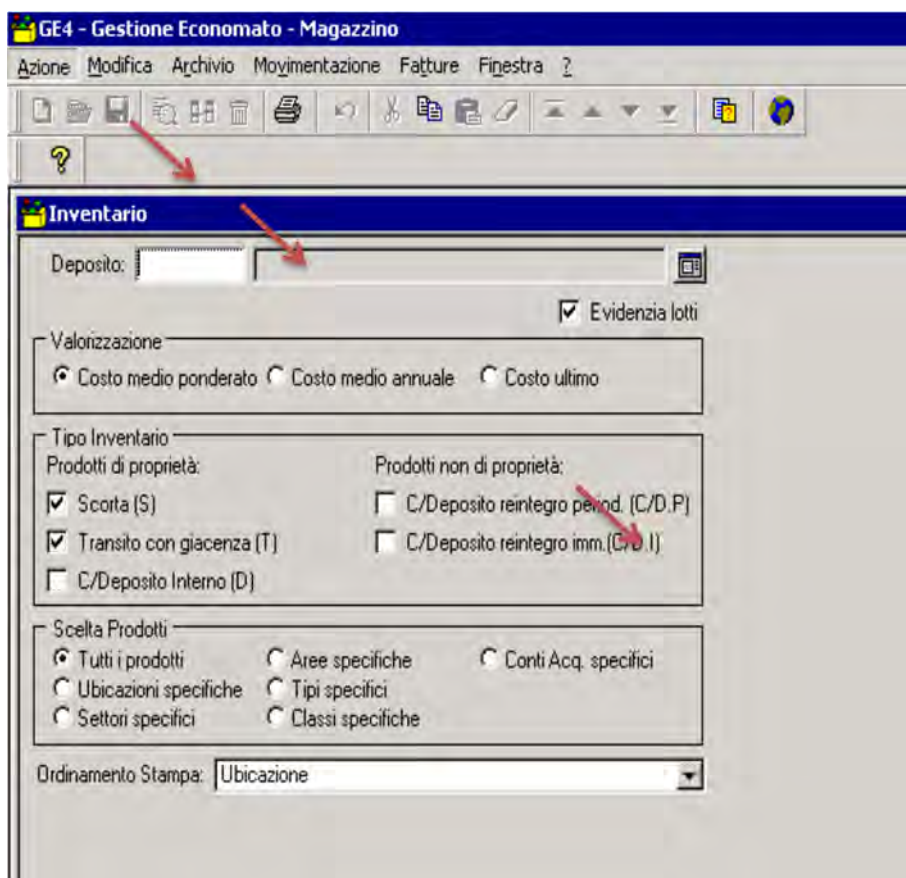 GE4 - Gestione Economato - Magazzino
Azione Modifica Archivio Movimentazione Fatture Finestra ?
Inventario
Deposito:
Evidenzia lotti
Valorizzazione
Costo medio ponderato Costo medio annuale Costo ultimo
Tipo Inventario
Prodotti di proprietà: Prodotti non di proprietà:
Scorta (S) C/Deposito reintegro period. (C/D.P)
Transito con giacenza (T) C/Deposito reintegro imm.(C/D.I)
C/Deposito Interno (D)
Scelta Prodotti
Tutti i prodotti Aree specifiche Conti Acq. specifici
Ubicazioni specifiche Tipi specifici
Settori specifici Classi specifiche
Ordinamento Stampa: Ubicazione